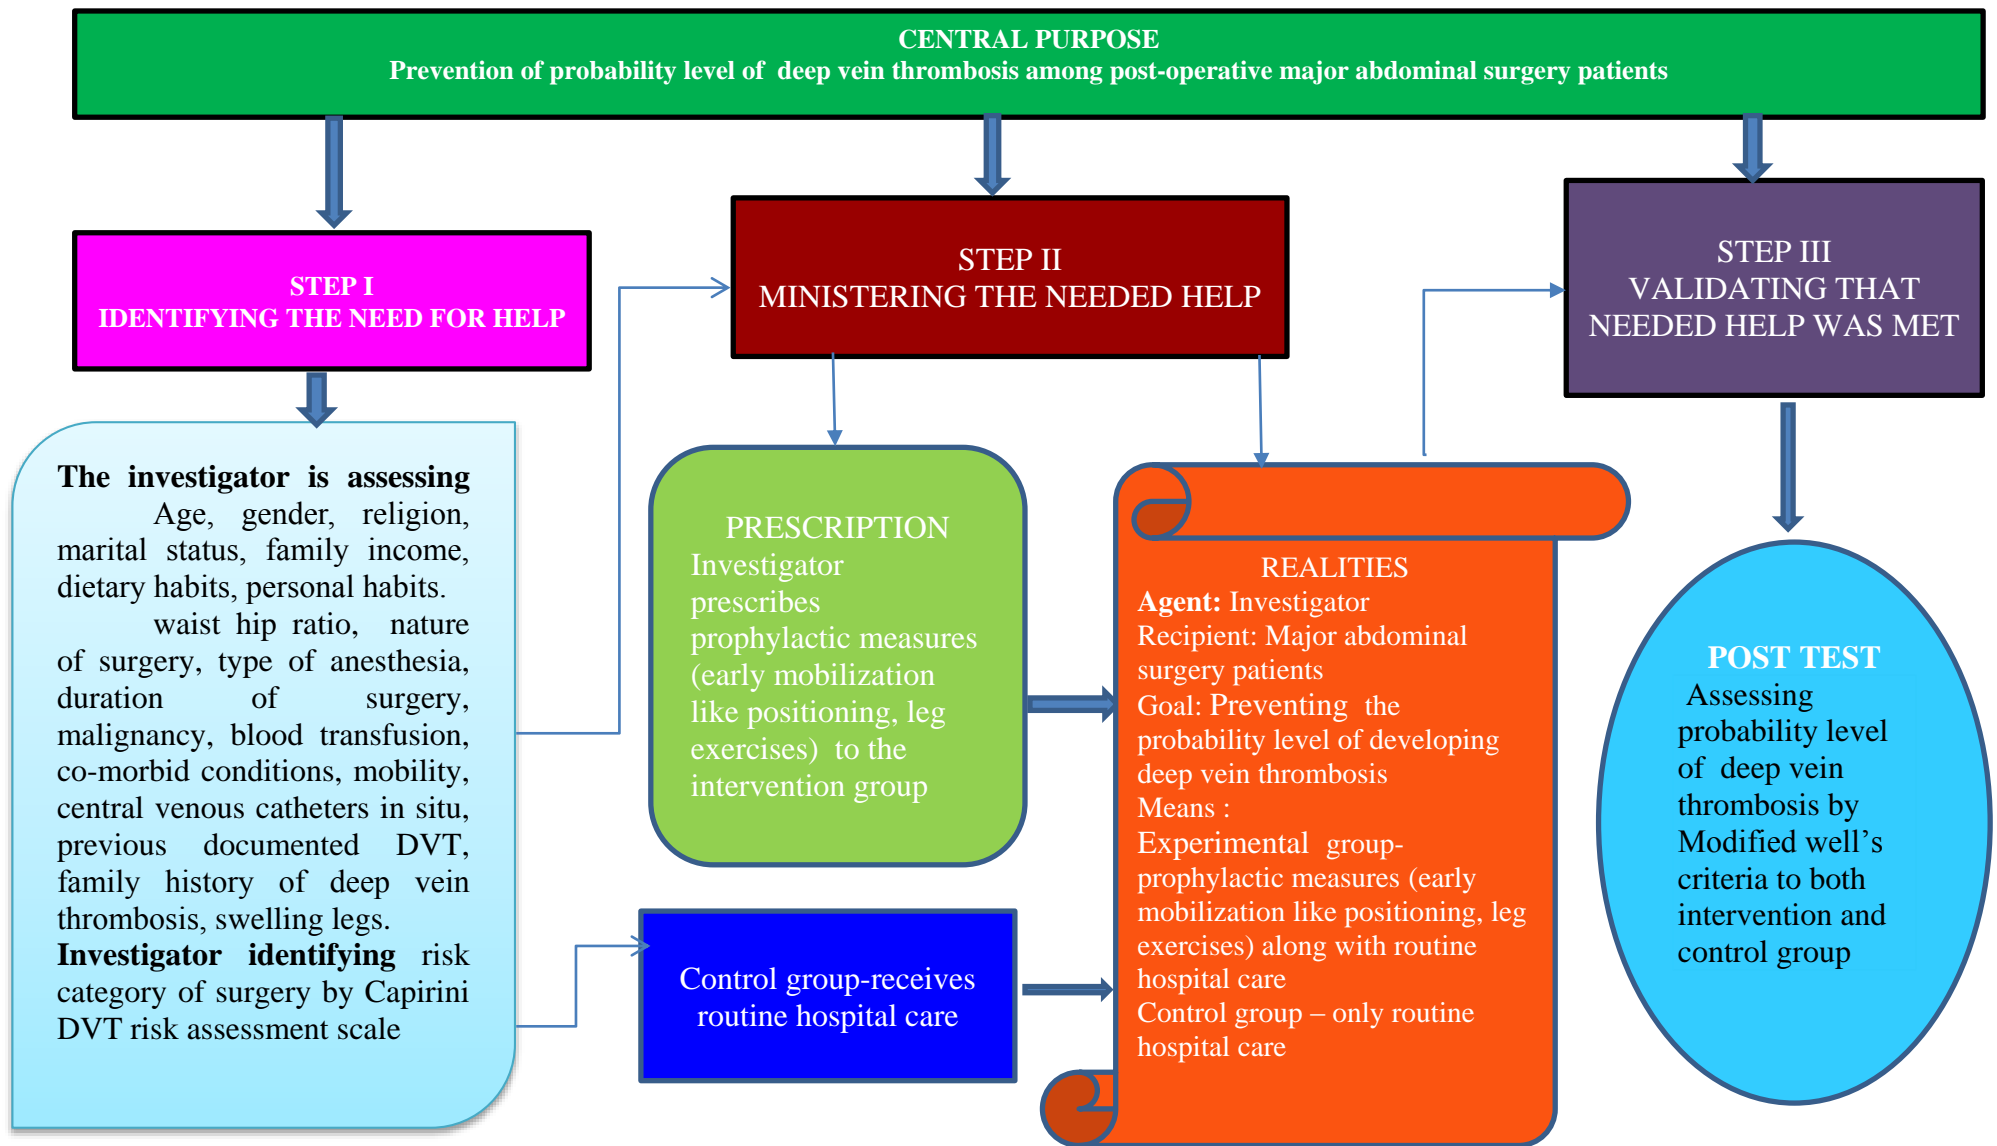 CENTRAL PURPOSE
Prevention of probability level of deep vein thrombosis among post-operative major abdominal surgery patients
STEP I
IDENTIFYING THE NEED FOR HELP
STEP II
MINISTERING THE NEEDED HELP
STEP III
VALIDATING THAT
NEEDED HELP WAS MET
The investigator is assessing
Age, gender, religion,
marital status, family income,
dietary habits, personal habits.
waist hip ratio, nature
of surgery, type of anesthesia,
duration of surgery,
malignancy, blood transfusion,
co-morbid conditions, mobility,
central venous catheters in situ,
previous documented DVT,
family history of deep vein
thrombosis, swelling legs.
Investigator identifying risk
category of surgery by Capirini
DVT risk assessment scale
PRESCRIPTION
Investigator
prescribes
prophylactic measures
(early mobilization
like positioning, leg
exercises) to the
intervention group
Control group-receives
routine hospital care
REALITIES
Agent: Investigator
Recipient: Major abdominal
surgery patients
Goal: Preventing the
probability level of developing
deep vein thrombosis
Means :
Experimental group-
prophylactic measures (early
mobilization like positioning, leg
exercises) along with routine
hospital care
Control group – only routine
hospital care
POST TEST
Assessing
probability level
of deep vein
thrombosis by
Modified well’s
criteria to both
intervention and
control group